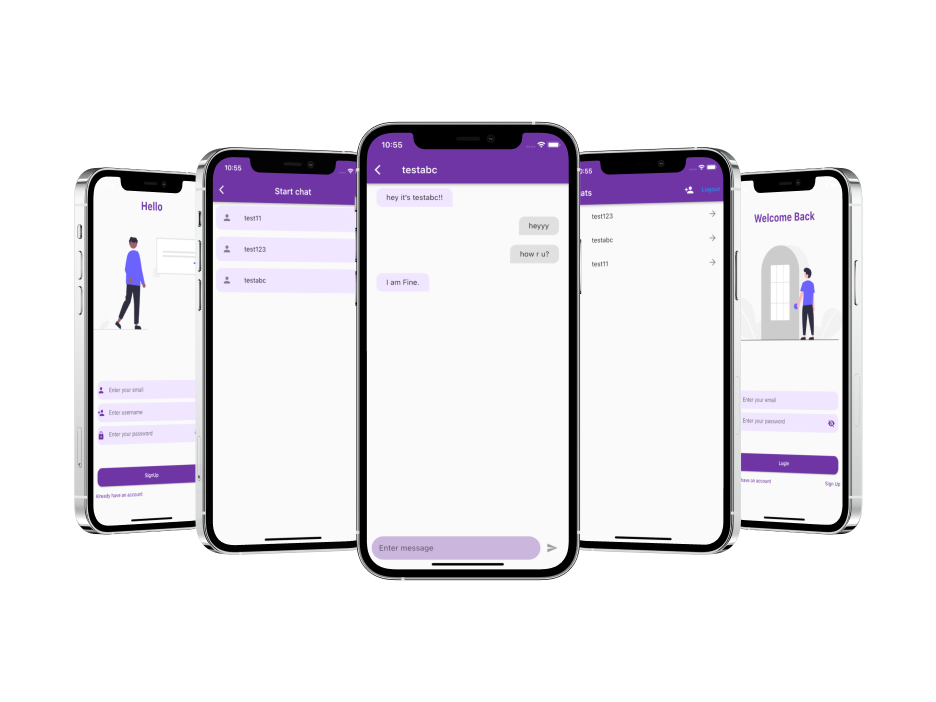 Hello
Enter your email
Enter username
Enter your password
SignUp
Already have an account
10:55
Start chat
test11
test123
testabc
10:55
testabc
hey it's testabc!!
heyyy
how r u?
I am Fine.
Enter message
:55
ats
Logout
test123
testabc
test11
Welcome Back
Enter your email
Enter your password
Login
have an account
Sign Up